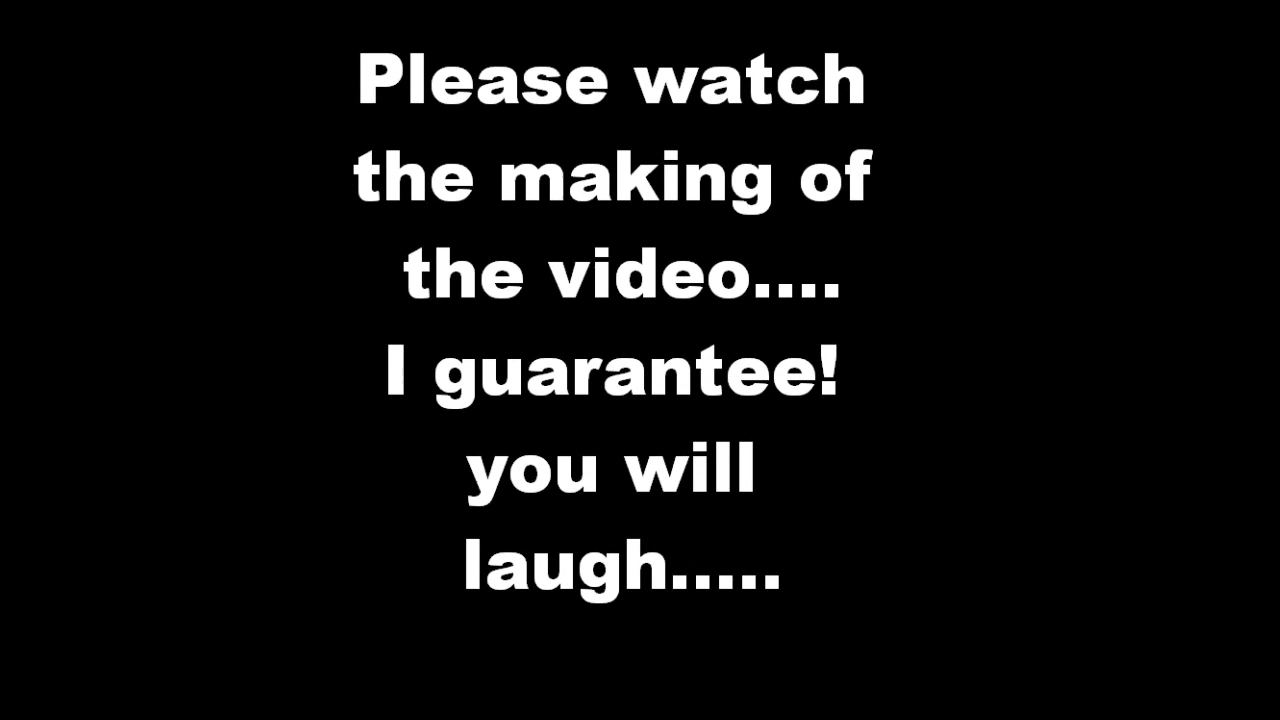 Please watch
the making of
the video....
I guarantee!
you will
laugh.....